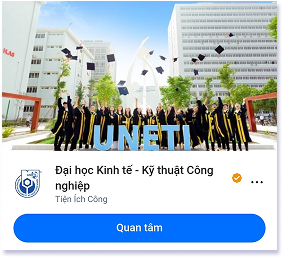 UNETI
Đại học Kinh tế - Kỹ thuật Công
nghiệp
Tiện Ích Công
Quan tâm